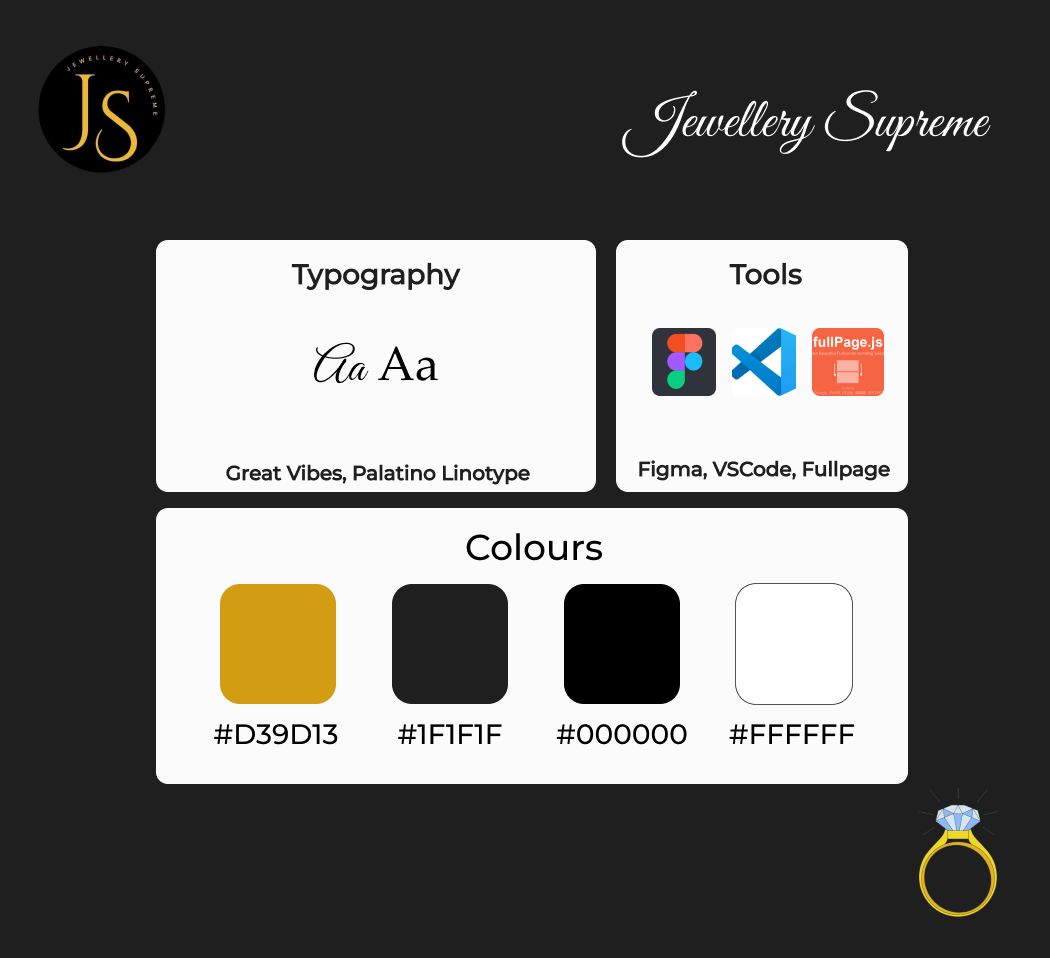 JEWELLERY SUPREME
JS
Jewellery Supreme
Typography
Aa Aa
Great Vibes, Palatino Linotype
Tools
fullPage.js
Figma, VSCode, Fullpage
Colours
#D39D13 #1F1F1F #000000 #FFFFFF